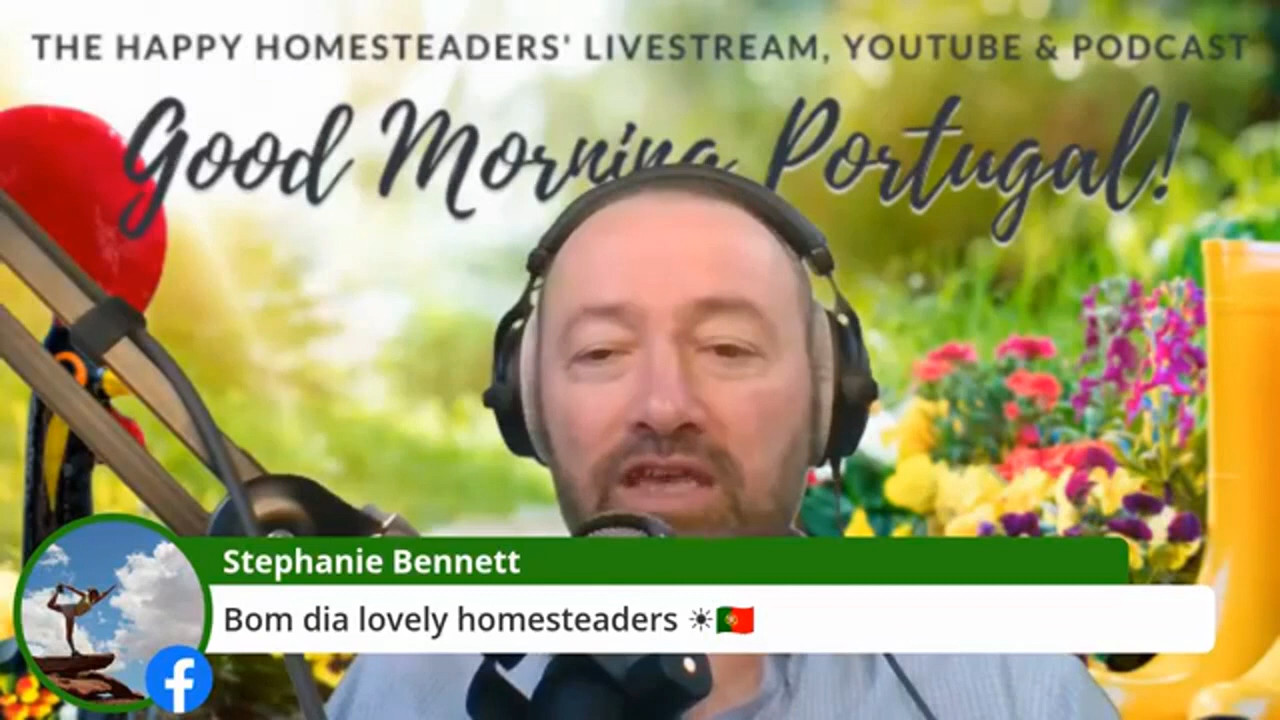 THE HAPPY HOMESTEADERS' LIVESTREAM, YOUTUBE & PODCAST
Good Morning Portugal!
Stephanie Bennett
Bom dia lovely homesteaders ☀🇵🇹